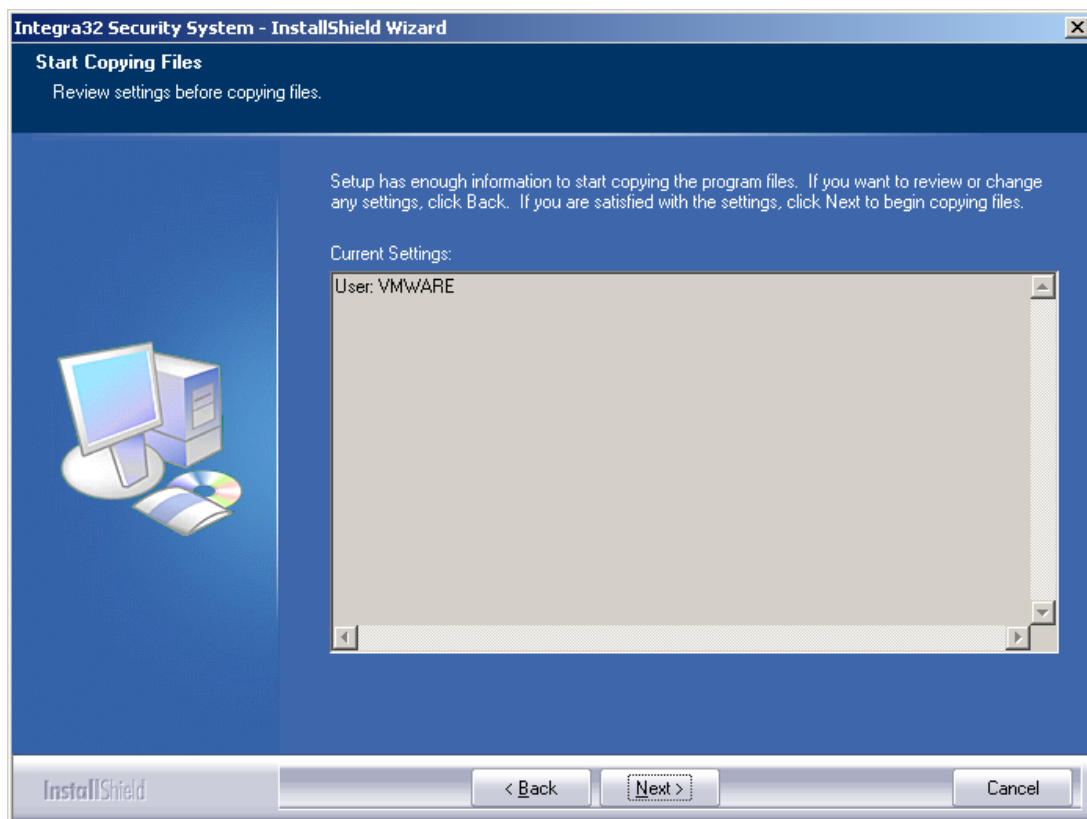 Integra32 Security System - InstallShield Wizard
Start Copying Files
Review settings before copying files.
Setup has enough information to start copying the program files.  If you want to review or change
any settings, click Back.  If you are satisfied with the settings, click Next to begin copying files.
Current Settings:
User: VMWARE
InstallShield
< Back
Next >
Cancel